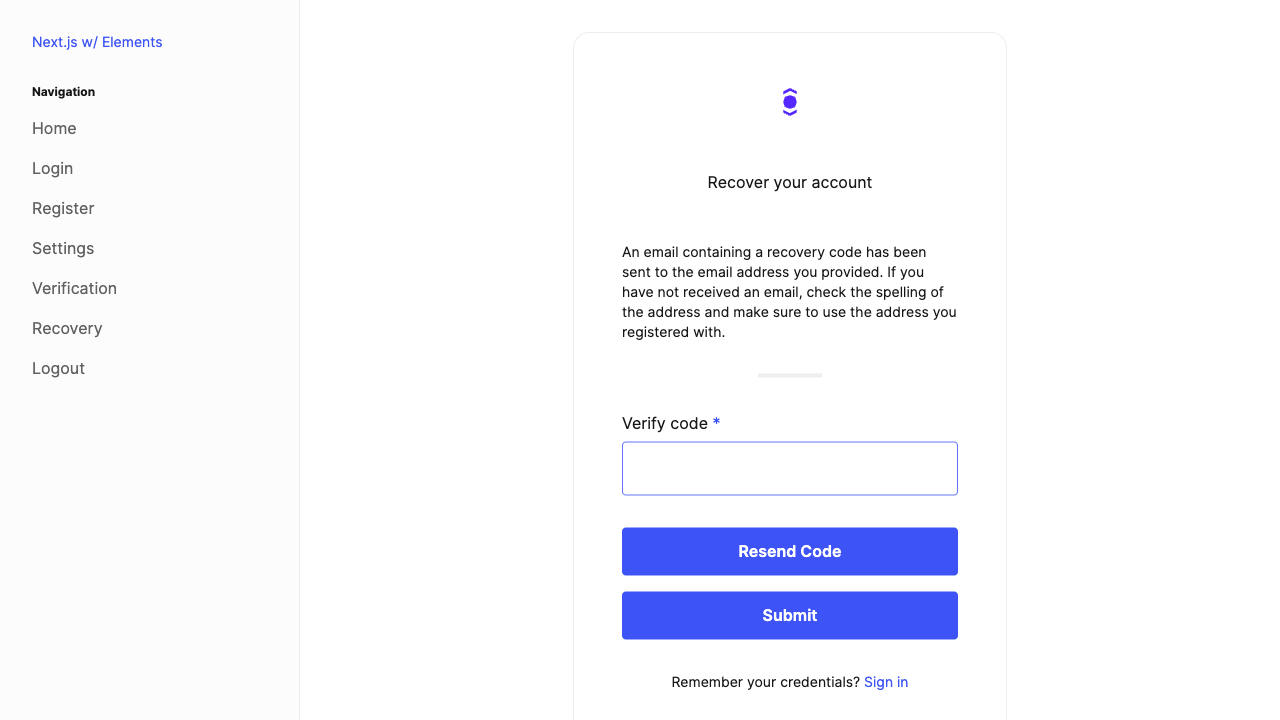 Next.js w/ Elements
Navigation
Home
Login
Register
Settings
Verification
Recovery
Logout
Recover your account
An email containing a recovery code has been
sent to the email address you provided. If you
have not received an email, check the spelling of
the address and make sure to use the address you
registered with.
Verify code *
Resend Code
Submit
Remember your credentials? Sign in